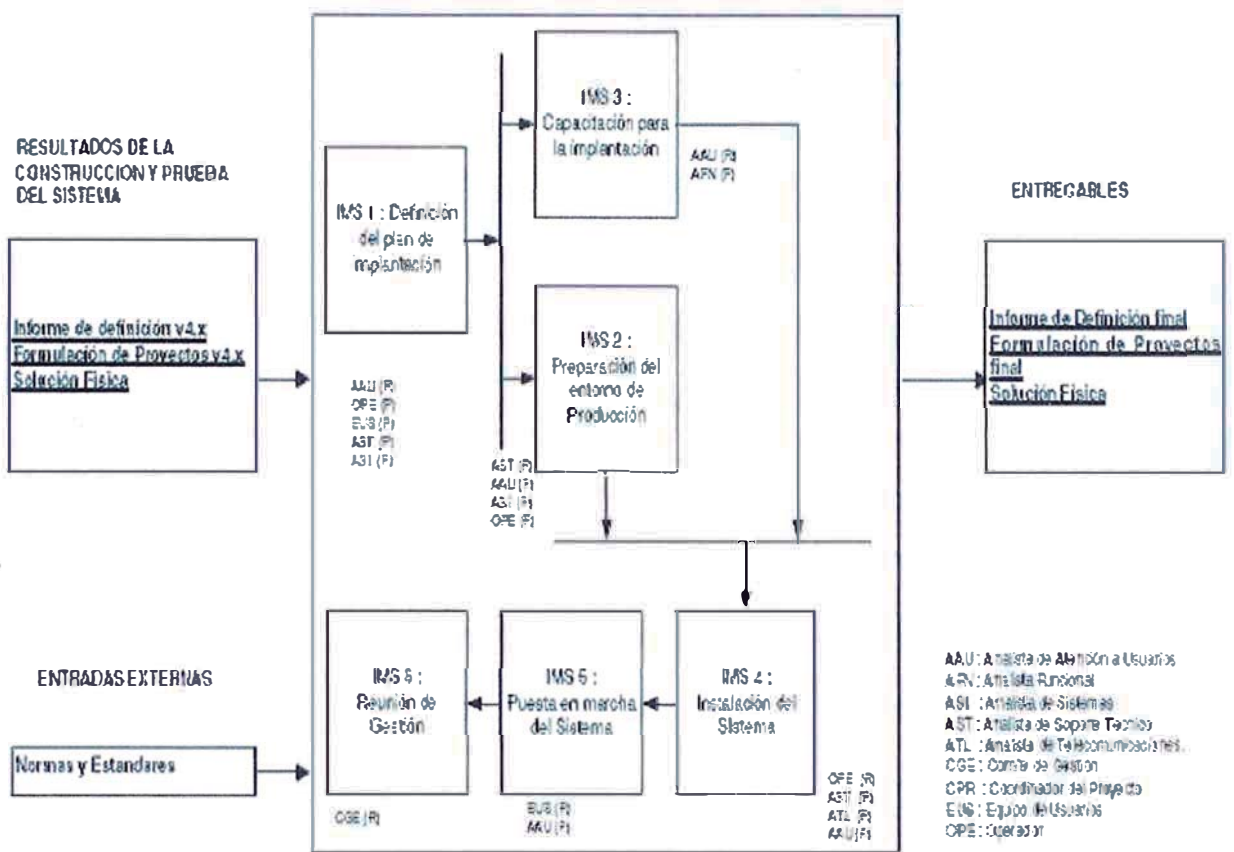 RESULTADOS DE LA
CONSTRUCCION Y PRUEBA
DEL SISTEMA
Informe de definición v4.x
Formulación de Proyectos v4.x
Solución Física
ENTRADAS EXTERNAS
Normas y Estandares
IMS 1 : Definición
del plan de
implantación
AAU (R)
OPE (P)
EUS (P)
AST (P)
IMS 3 :
Capacitación para
la implantación
AAU (R)
AFN (P)
IMS 2 :
Preparación del
entorno de
Producción
AST (R)
AAU (P)
OPE (P)
IMS 6 :
Reunión de
Gestión
CGE (R)
IMS 5 :
Puesta en marcha
del Sistema
EUS (P)
AAU (P)
IMS 4 :
Instalación del
Sistema
OPE (R)
AST (P)
ATL (P)
AAU (P)
ENTREGABLES
Informe de Definición final
Formulación de Proyectos
final
Solución Física
AAU : Analista de Atención a Usuarios
AFN : Analista Funcional
ASI : Analista de Sistemas
AST : Analista de Soporte Técnico
ATL : Analista de Telecomunicaciones.
CGE : Comite de Gestión
CPR : Coordinador del Proyecto
EUS : Equipo de Usuarios
OPE : Operador